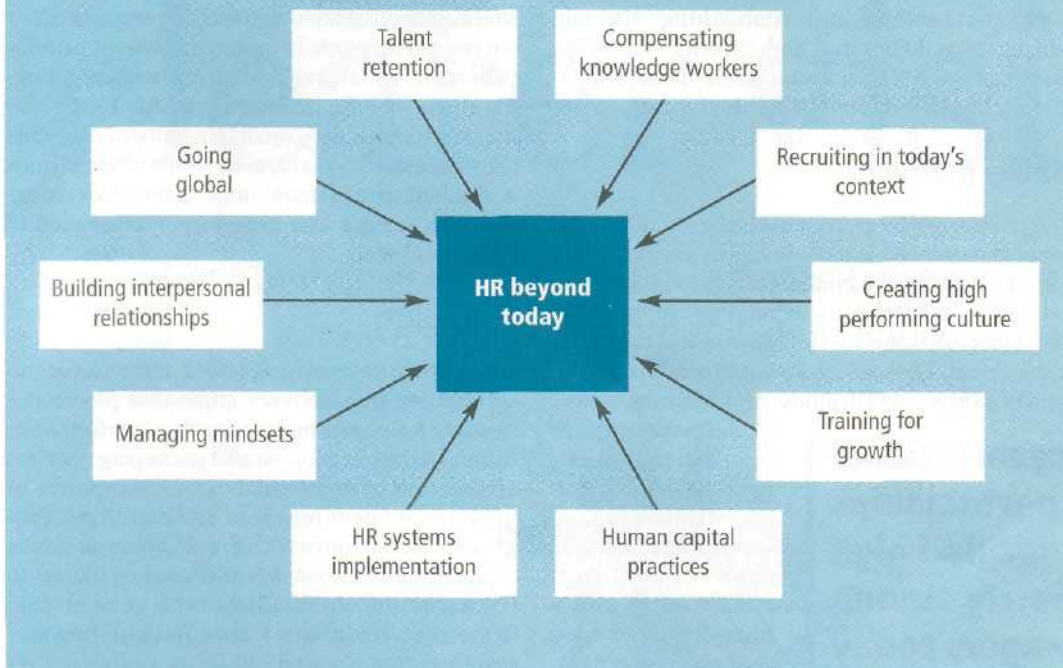 Talent
retention
Compensating
knowledge workers
Going
global
Recruiting in today's
context
Building interpersonal
relationships
HR beyond
today
Creating high
performing culture
Managing mindsets
Training for
growth
HR systems
implementation
Human capital
practices